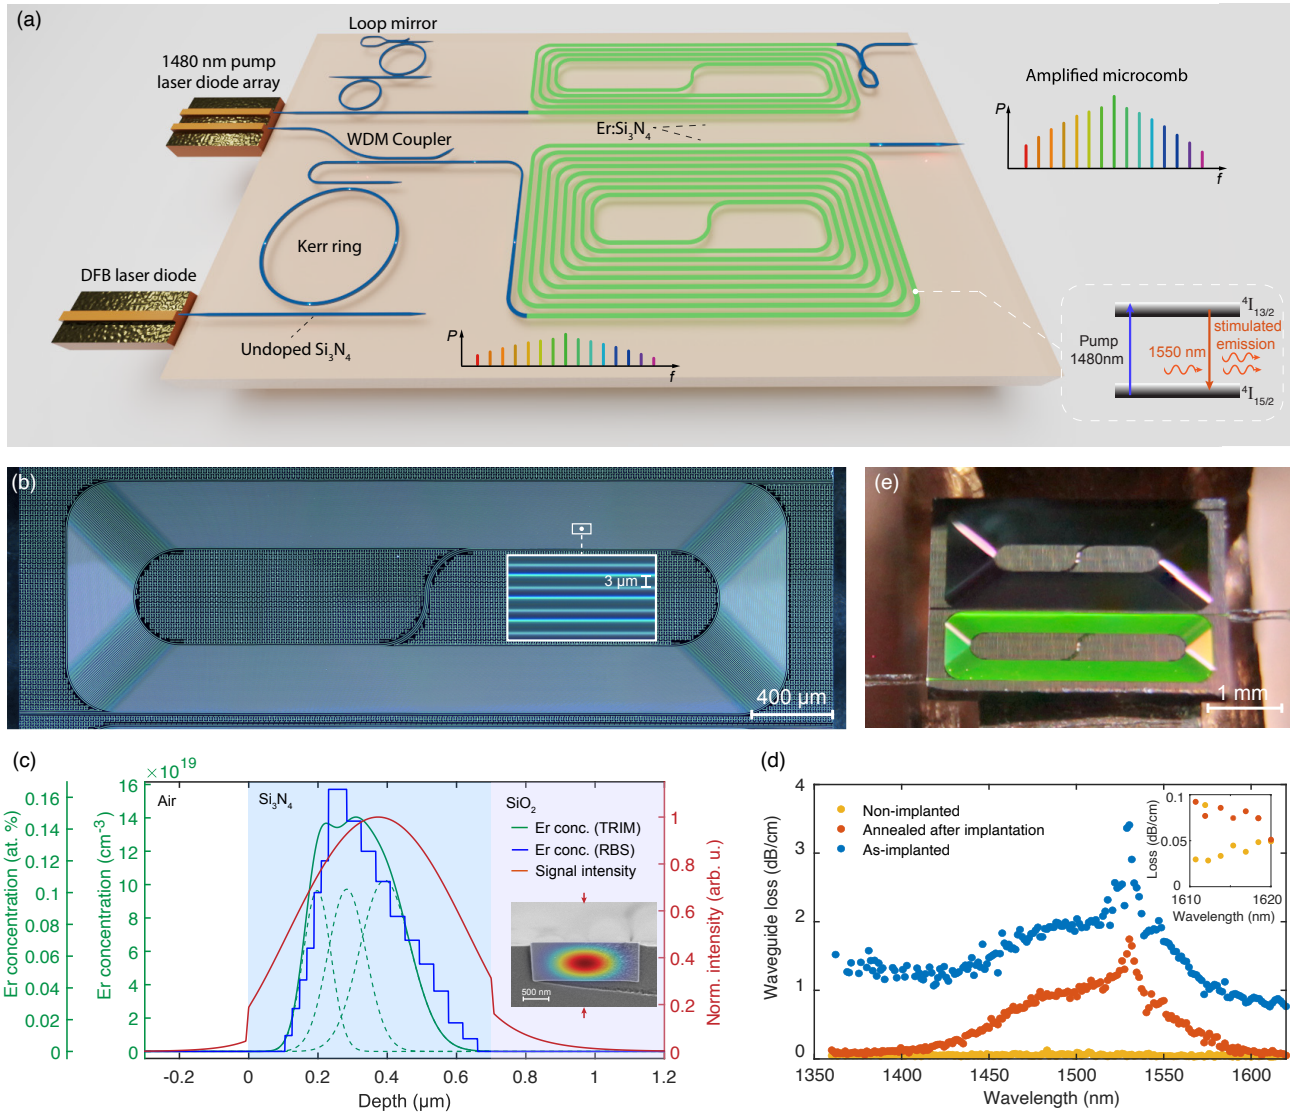 (a)
Loop mirror
1480 nm pump
laser diode array
WDM Coupler
Er:Si3N4
Amplified microcomb
P
f
Kerr ring
DFB laser diode
Undoped Si3N4
P
f
4I13/2
Pump
1480nm
1550 nm
stimulated
emission
4I15/2
(b)
3 µm
400 µm
(e)
1 mm
(c)
Er concentration (at. %)
0.16
0.14
0.12
0.1
0.08
0.06
0.04
0.02
0
Er concentration (cm-3)
×1019
16
14
12
10
8
6
4
2
0
Air
Si3N4
SiO2
Er conc. (TRIM)
Er conc. (RBS)
Signal intensity
500 nm
1
0.8
0.6
0.4
0.2
0
Norm. intensity (arb. u.)
-0.2
0
0.2
0.4
0.6
0.8
1
1.2
Depth (µm)
(d)
Waveguide loss (dB/cm)
4
3
2
1
0
Non-implanted
Annealed after implantation
As-implanted
Loss (dB/cm)
0.1
0.05
0
1610
1620
Wavelength (nm)
1350
1400
1450
1500
1550
1600
Wavelength (nm)